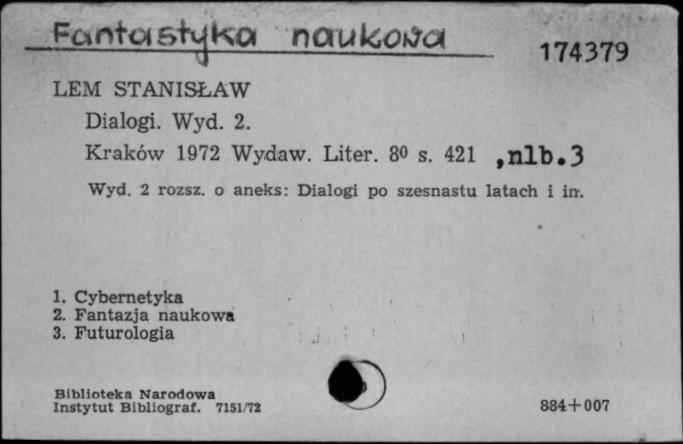 Fantastyka naukowa
174379
LEM STANISŁAW
Dialogi. Wyd. 2.
Kraków 1972 Wydaw. Liter. 8⁰ s. 421 ,nlb.3
Wyd. 2 rozsz. o aneks: Dialogi po szesnastu latach i in.
1. Cybernetyka
2. Fantazja naukowa
3. Futurologia
Biblioteka Narodowa
Instytut Bibliograf. 7151/72
884+007